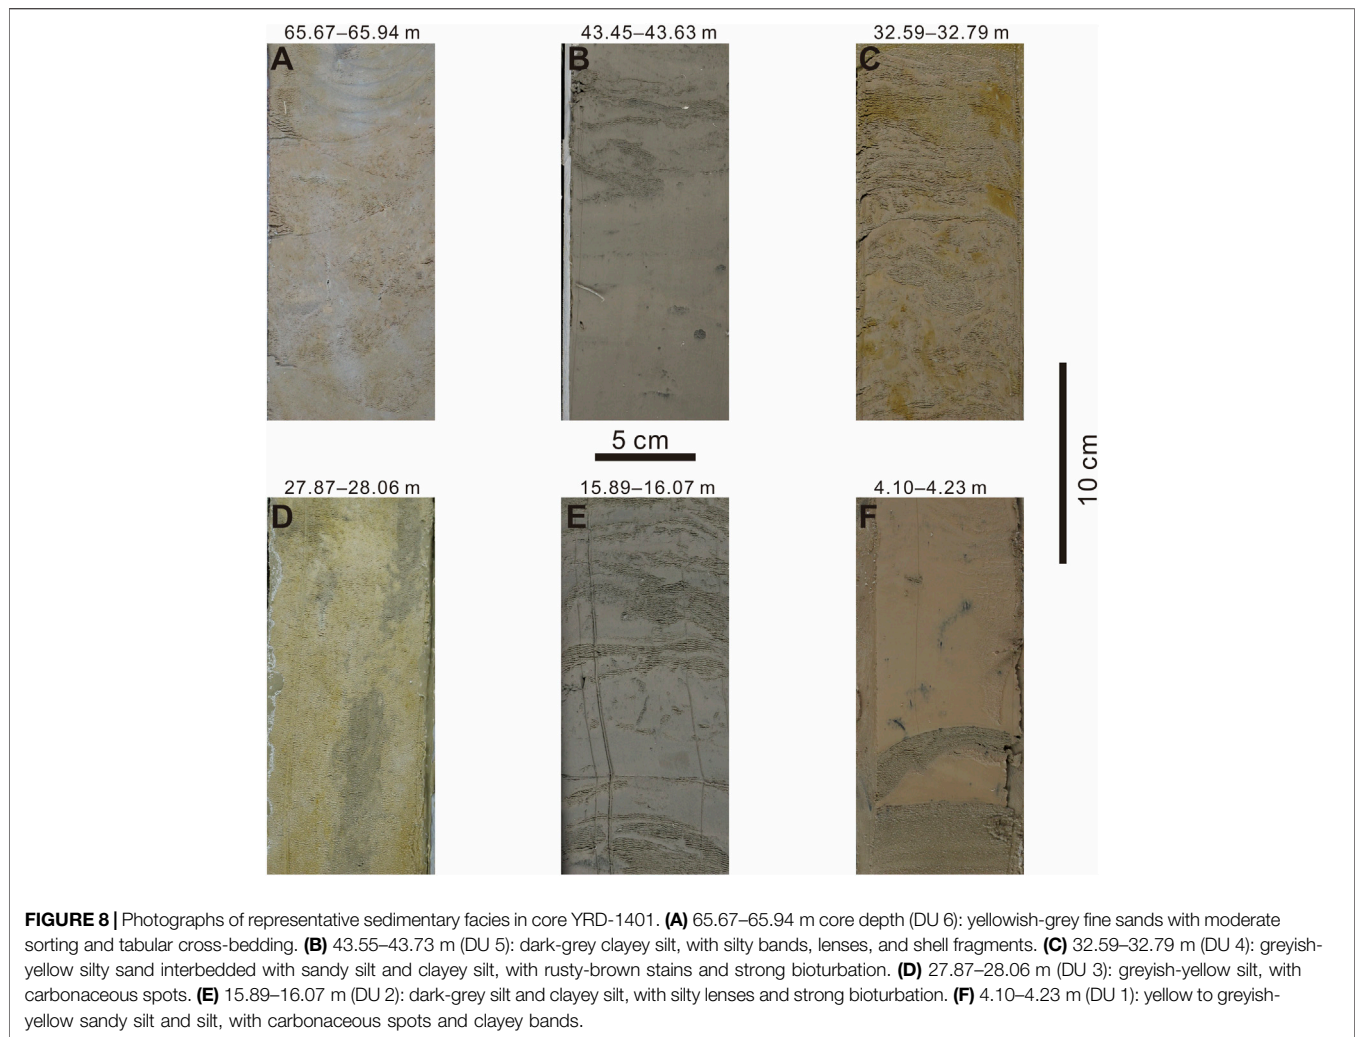 65.67–65.94 m
43.45–43.63 m
32.59–32.79 m
A
B
C
5 cm
10 cm
27.87–28.06 m
15.89–16.07 m
4.10–4.23 m
D
E
F
FIGURE 8 | Photographs of representative sedimentary facies in core YRD-1401. (A) 65.67–65.94 m core depth (DU 6): yellowish-grey fine sands with moderate
sorting and tabular cross-bedding. (B) 43.55–43.73 m (DU 5): dark-grey clayey silt, with silty bands, lenses, and shell fragments. (C) 32.59–32.79 m (DU 4): greyish-
yellow silty sand interbedded with sandy silt and clayey silt, with rusty-brown stains and strong bioturbation. (D) 27.87–28.06 m (DU 3): greyish-yellow silt, with
carbonaceous spots. (E) 15.89–16.07 m (DU 2): dark-grey silt and clayey silt, with silty lenses and strong bioturbation. (F) 4.10–4.23 m (DU 1): yellow to greyish-
yellow sandy silt and silt, with carbonaceous spots and clayey bands.